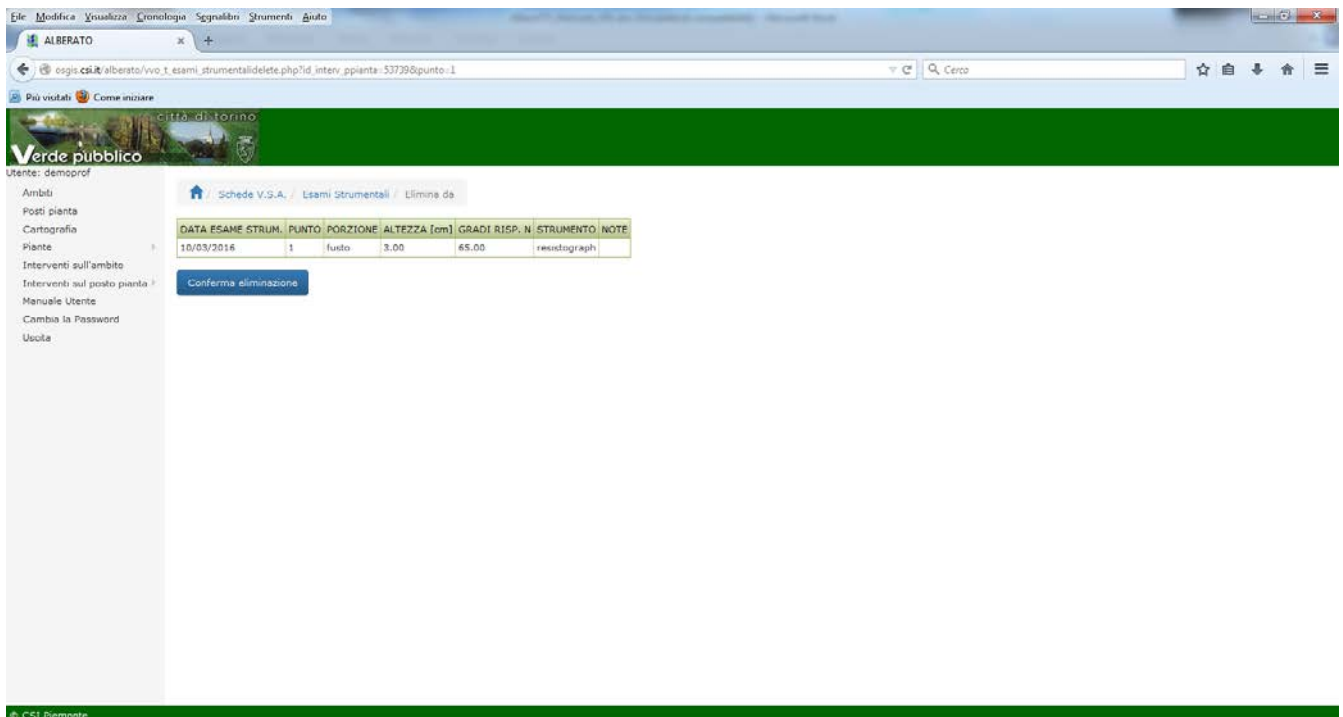 File Modifica Visualizza Cronologia Segnalibri Strumenti Aiuto
ALBERATO × +
osgis.csi.it/alberato/vvo_t_esami_strumentalidelete.php?id_interv_ppianta=53739&punto=1
Cerca
Più visitati Come iniziare
città di torino
Verde pubblico
Utente: demoprof
Ambiti
Posti pianta
Cartografia
Piante
Interventi sull'ambito
Interventi sul posto pianta
Manuale Utente
Cambia la Password
Uscita
/ Schede V.S.A. / Esami Strumentali / Elimina da
DATA ESAME STRUM. PUNTO PORZIONE ALTEZZA [cm] GRADI RISP. N STRUMENTO NOTE
10/03/2016 1 fusto 3.00 65.00 resistograph
Conferma eliminazione
© CSI Piemonte